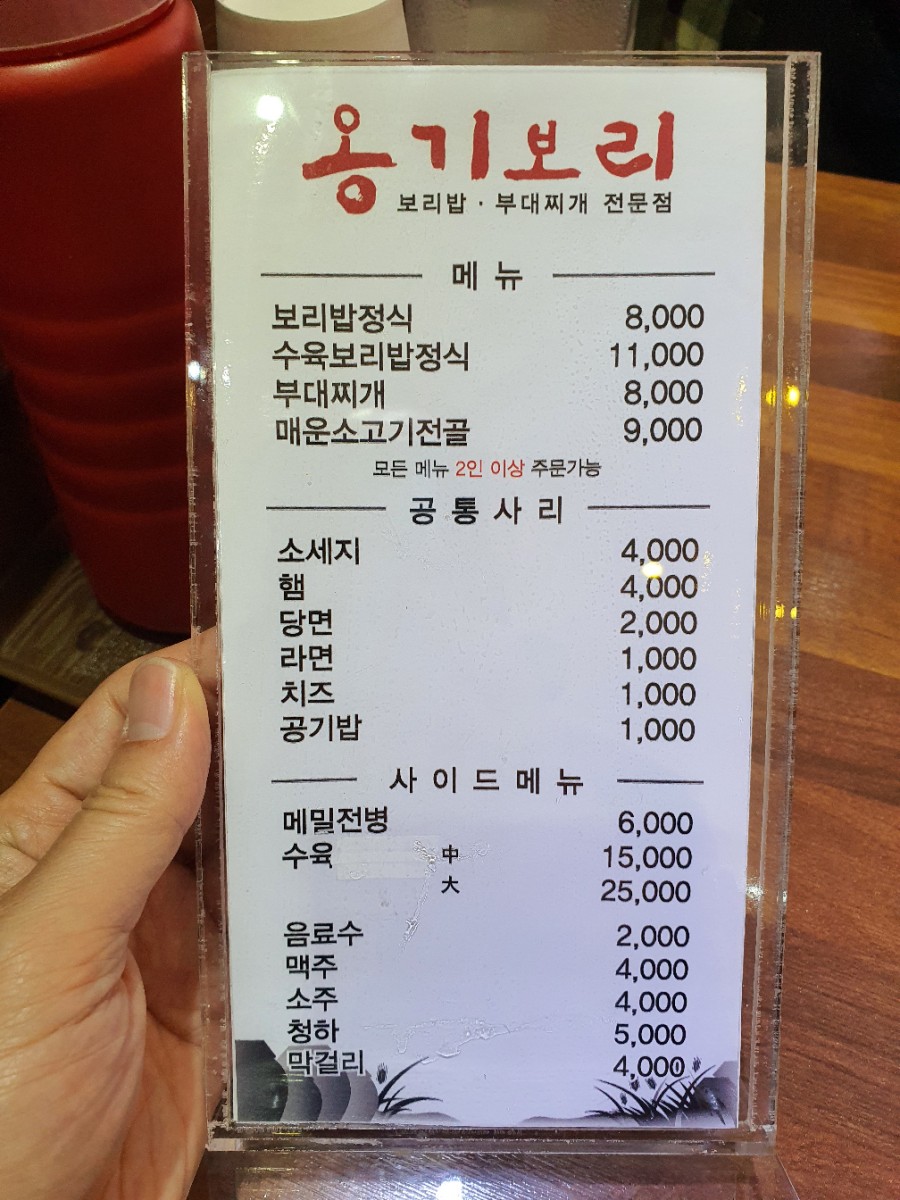 옹기보리
보리밥 · 부대찌개 전문점
메뉴
보리밥정식 8,000
수육보리밥정식 11,000
부대찌개 8,000
매운소고기전골 9,000
모든 메뉴 2인 이상 주문가능
공통사리
소세지 4,000
햄 4,000
당면 2,000
라면 1,000
치즈 1,000
공기밥 1,000
사이드메뉴
메밀전병 6,000
수육 中 15,000
大 25,000
음료수 2,000
맥주 4,000
소주 4,000
청하 5,000
막걸리 4,000